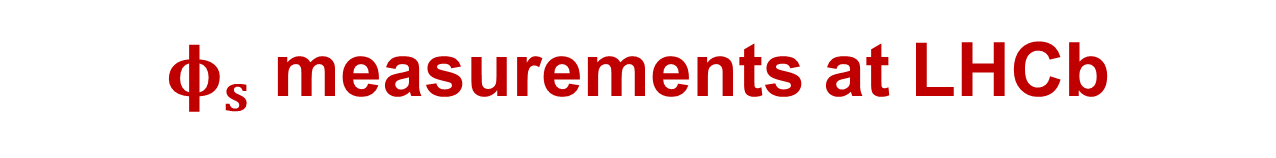 ϕₛ measurements at LHCb